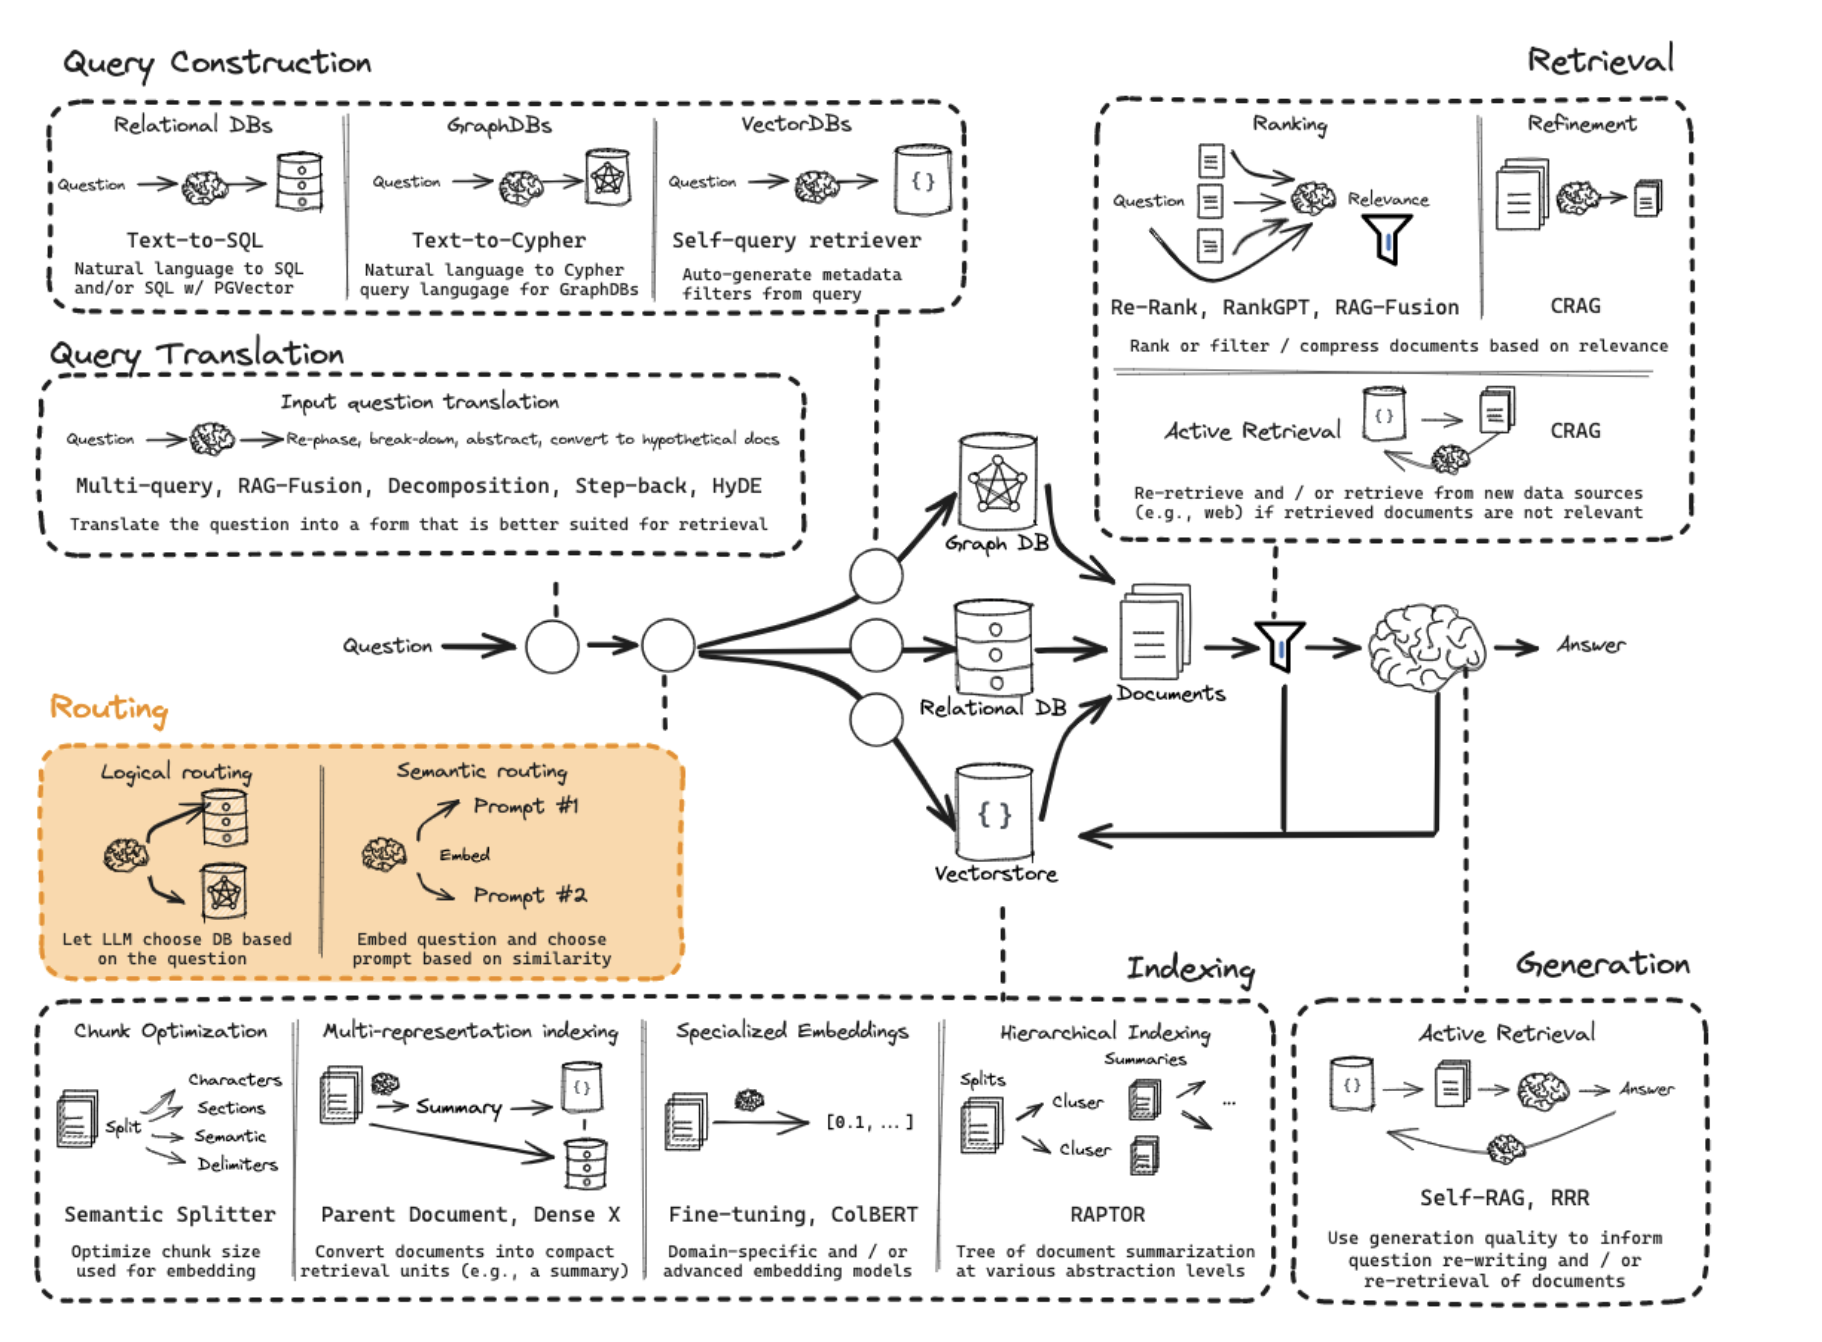 Query Construction
Relational DBs
Question
Text-to-SQL
Natural language to SQL
and/or SQL w/ PGVector
GraphDBs
Question
Text-to-Cypher
Natural language to Cypher
query langugage for GraphDBs
VectorDBs
Question
{}
Self-query retriever
Auto-generate metadata
filters from query
Retrieval
Ranking
Question
Relevance
Re-Rank, RankGPT, RAG-Fusion
Refinement
CRAG
Rank or filter / compress documents based on relevance
Active Retrieval
{}
CRAG
Re-retrieve and / or retrieve from new data sources
(e.g., web) if retrieved documents are not relevant
Query Translation
Input question translation
Question
Re-phase, break-down, abstract, convert to hypothetical docs
Multi-query, RAG-Fusion, Decomposition, Step-back, HyDE
Translate the question into a form that is better suited for retrieval
Question
Graph DB
Relational DB
{}
Vectorstore
Documents
Answer
Routing
Logical routing
Let LLM choose DB based
on the question
Semantic routing
Prompt #1
Embed
Prompt #2
Embed question and choose
prompt based on similarity
Indexing
Chunk Optimization
Split
Characters
Sections
Semantic
Delimiters
Semantic Splitter
Optimize chunk size
used for embedding
Multi-representation indexing
Summary
{}
Parent Document, Dense X
Convert documents into compact
retrieval units (e.g., a summary)
Specialized Embeddings
[0.1, ... ]
Fine-tuning, ColBERT
Domain-specific and / or
advanced embedding models
Hierarchical Indexing
Summaries
Splits
Cluser
Cluser
...
RAPTOR
Tree of document summarization
at various abstraction levels
Generation
Active Retrieval
{}
Answer
Self-RAG, RRR
Use generation quality to inform
question re-writing and / or
re-retrieval of documents